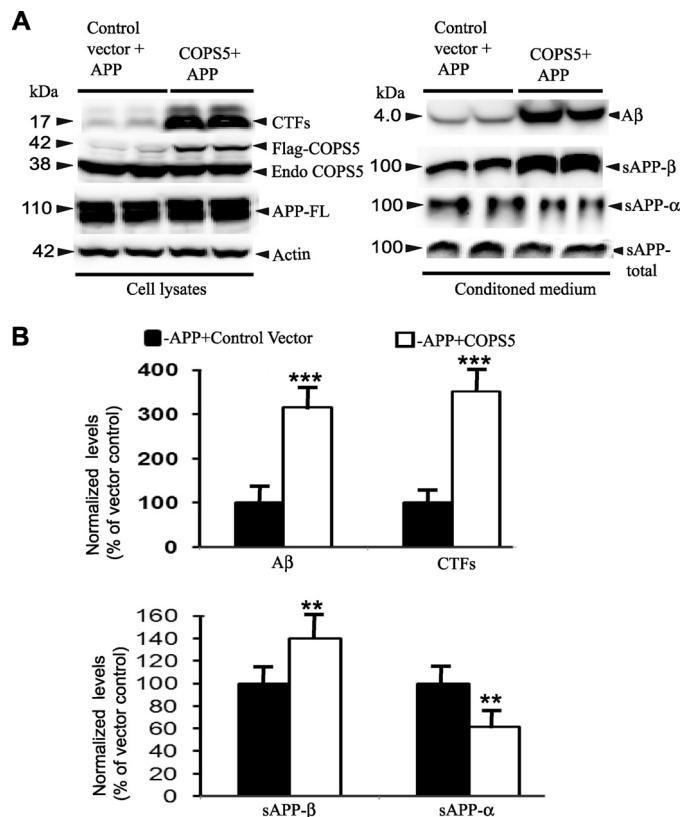 A
Control
vector +
APP
COPS5+
APP
kDa
17
CTFs
42
Flag-COPS5
38
Endo COPS5
110
APP-FL
42
Actin
Cell lysates
Control
vector +
APP
COPS5
+ APP
kDa
4.0
Aβ
100
sAPP-β
100
sAPP-α
100
sAPP-
total
Conditoned medium
B
-APP+Control Vector
-APP+COPS5
Normalized levels
(% of vector control)
400
300
200
100
0
***
***
Aβ
CTFs
Normalized levels
(% of vector control)
160
140
120
100
80
60
40
20
0
**
**
sAPP-β
sAPP-α